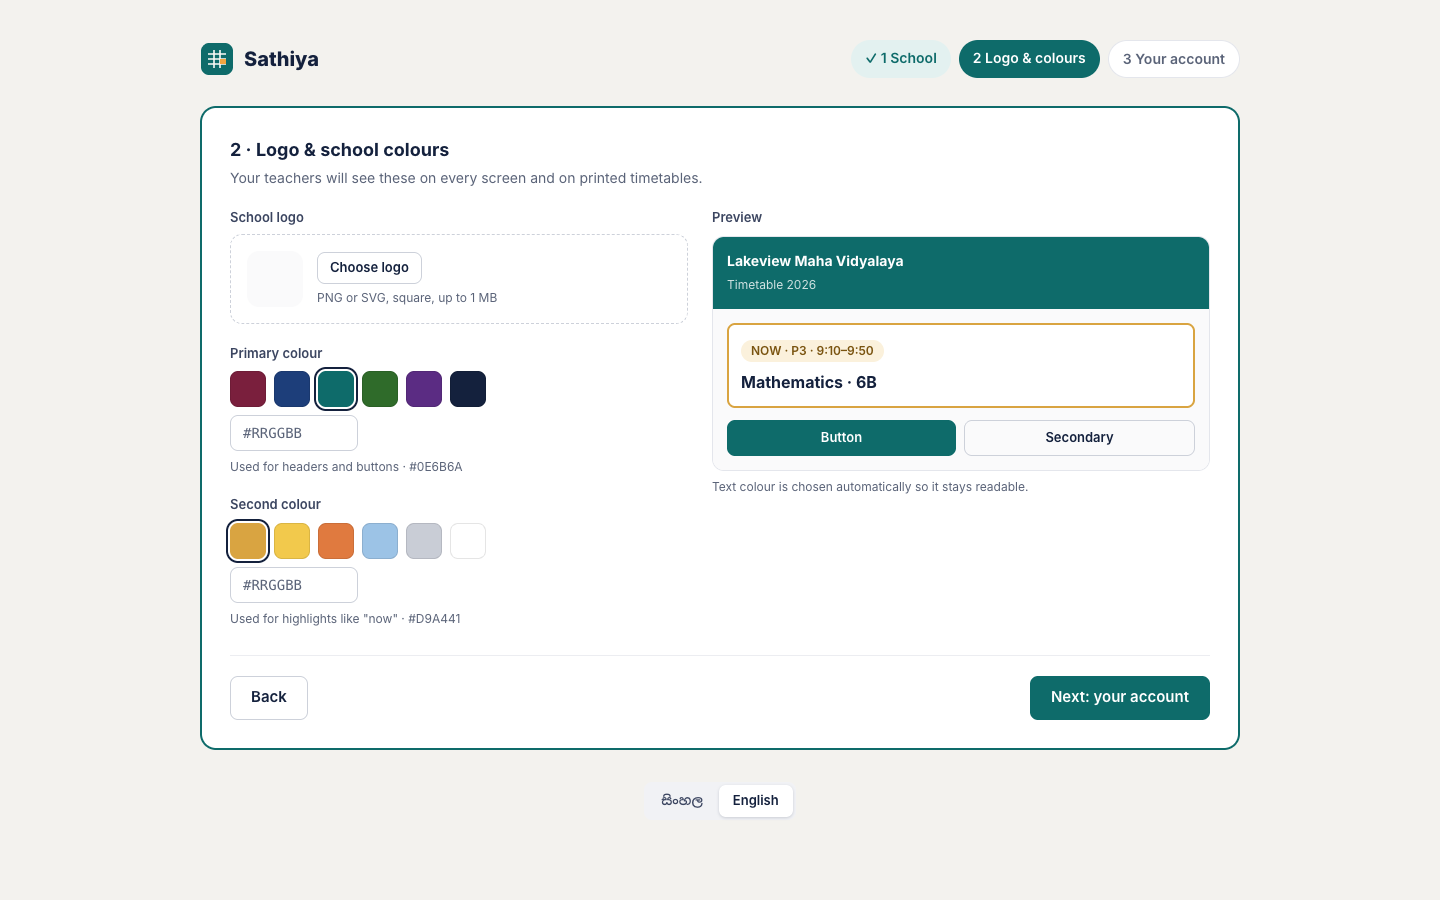 Sathiya
✓ 1 School
2 Logo & colours
3 Your account
2 · Logo & school colours
Your teachers will see these on every screen and on printed timetables.
School logo
Choose logo
PNG or SVG, square, up to 1 MB
Primary colour
#RRGGBB
Used for headers and buttons · #0E6B6A
Second colour
#RRGGBB
Used for highlights like "now" · #D9A441
Preview
Lakeview Maha Vidyalaya
Timetable 2026
NOW · P3 · 9:10–9:50
Mathematics · 6B
Button
Secondary
Text colour is chosen automatically so it stays readable.
Back
Next: your account
සිංහල
English